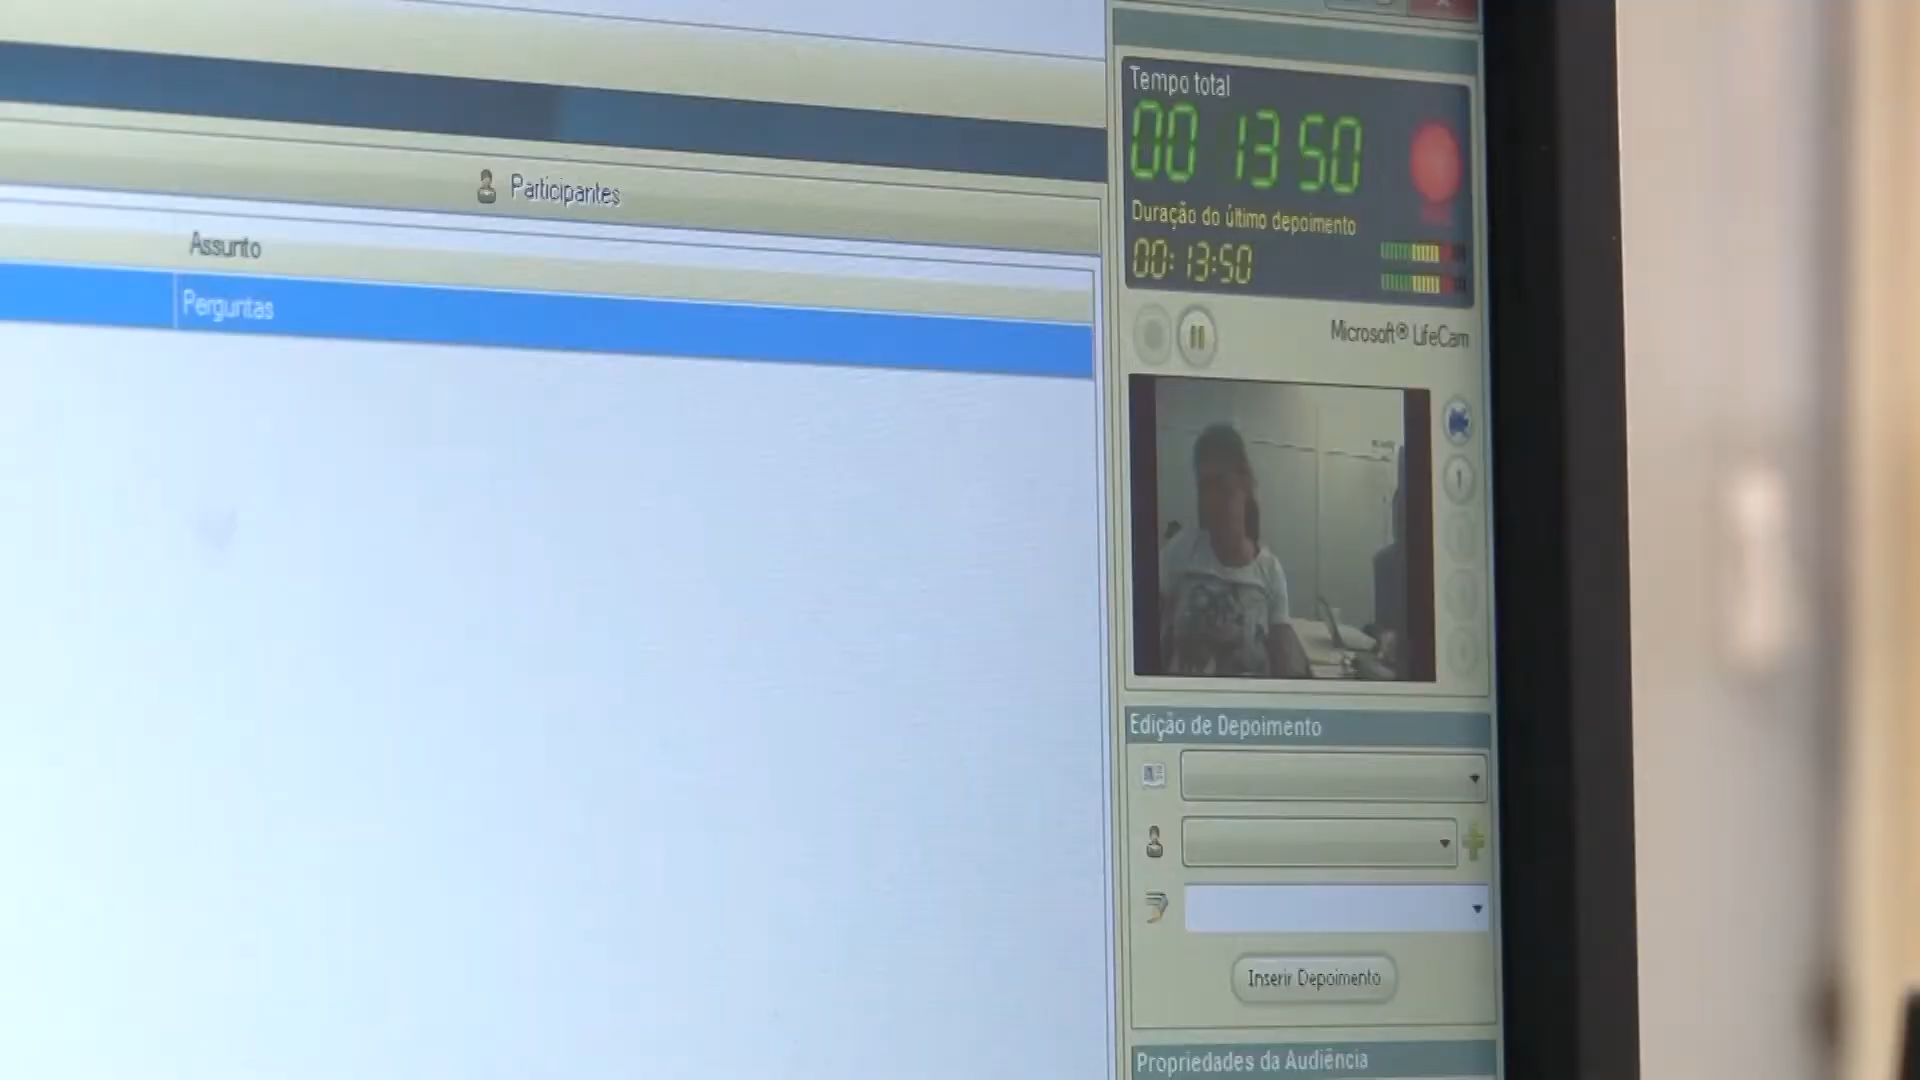 Tempo total
00 13 50
Duração do último depoimento
00:13:50
Participantes
Assunto
Perguntas
Microsoft® LifeCam
Edição de Depoimento
Inserir Depoimento
Propriedades da Audiência